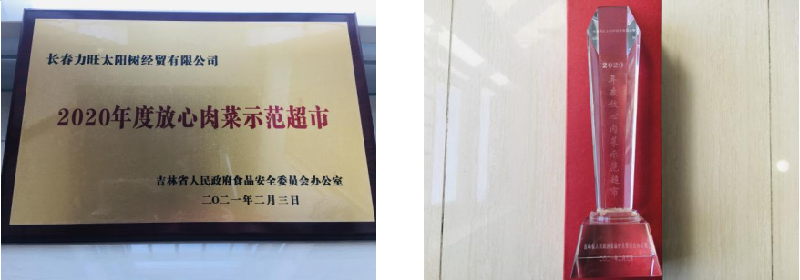 长春力旺太阳树经贸有限公司
2020年度放心肉菜示范超市
吉林省人民政府食品安全委员会办公室
二〇二一年二月三日
2020
年度放心肉菜示范超市